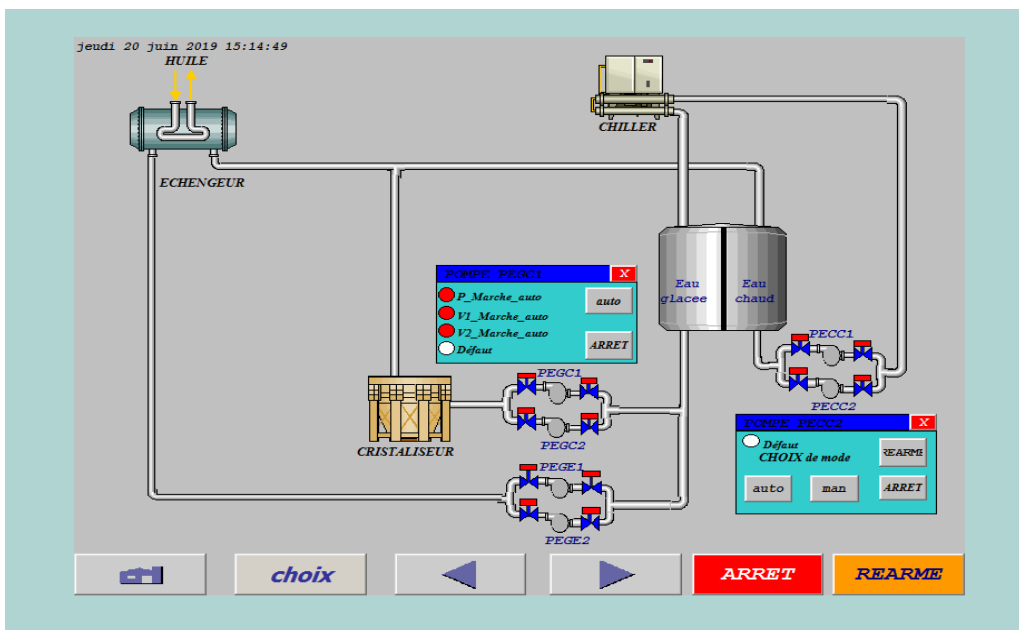 jeudi 20 juin 2019 15:14:49
HUILE
CHILLER
ECHENGEUR
Eau glacee
Eau chaud
POMPE PEGC1
X
P_Marche_auto
auto
V1_Marche_auto
V2_Marche_auto
Défaut
ARRET
PECC1
PECC2
PEGC1
PEGC2
CRISTALISEUR
POMPE PECC2
X
Défaut
CHOIX de mode
REARME
auto
man
ARRET
PEGE1
PEGE2
choix
ARRET
REARME